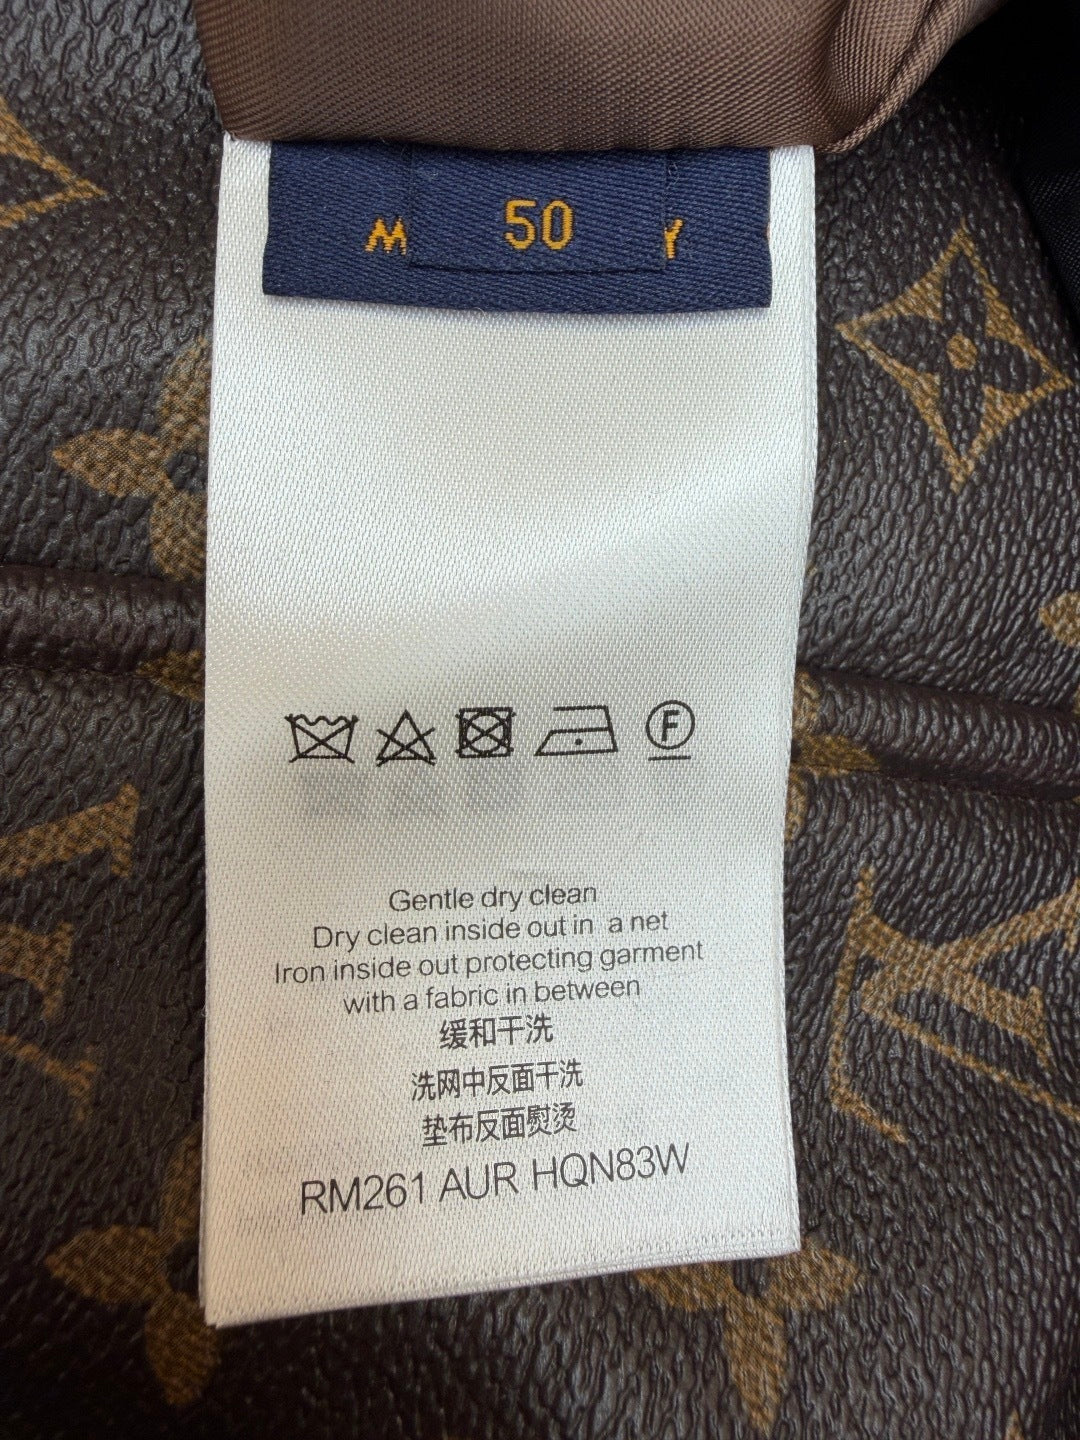 50
M Y
F
Gentle dry clean
Dry clean inside out in a net
Iron inside out protecting garment
with a fabric in between
缓和干洗
洗网中反面干洗
垫布反面熨烫
RM261 AUR HQN83W